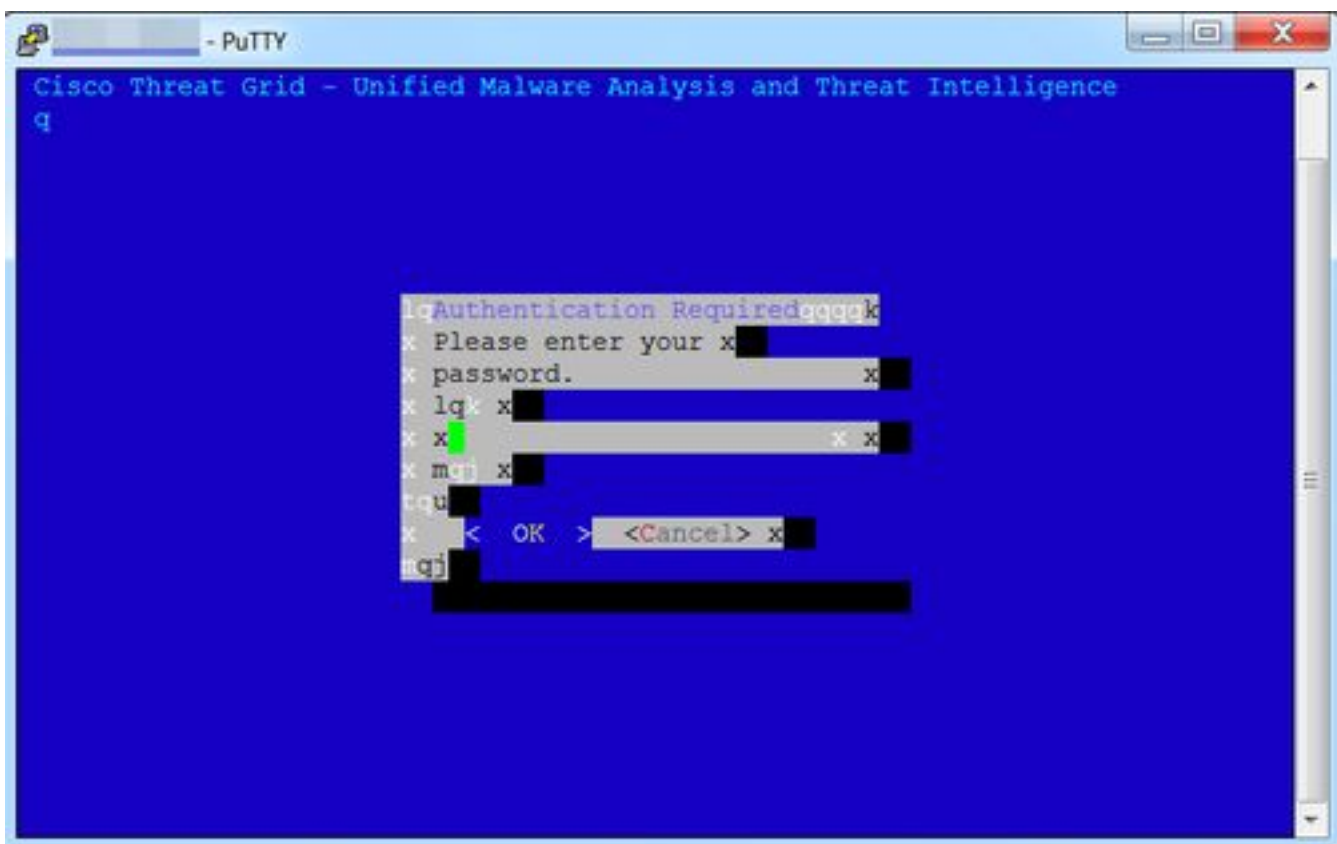 - PuTTY
Cisco Threat Grid - Unified Malware Analysis and Threat Intelligence
q
lqAuthentication Requiredqqqqk
x Please enter your x
x password. x
x lqk x
x x x x
x mqj x
tqu
x < OK > <Cancel> x
mqj